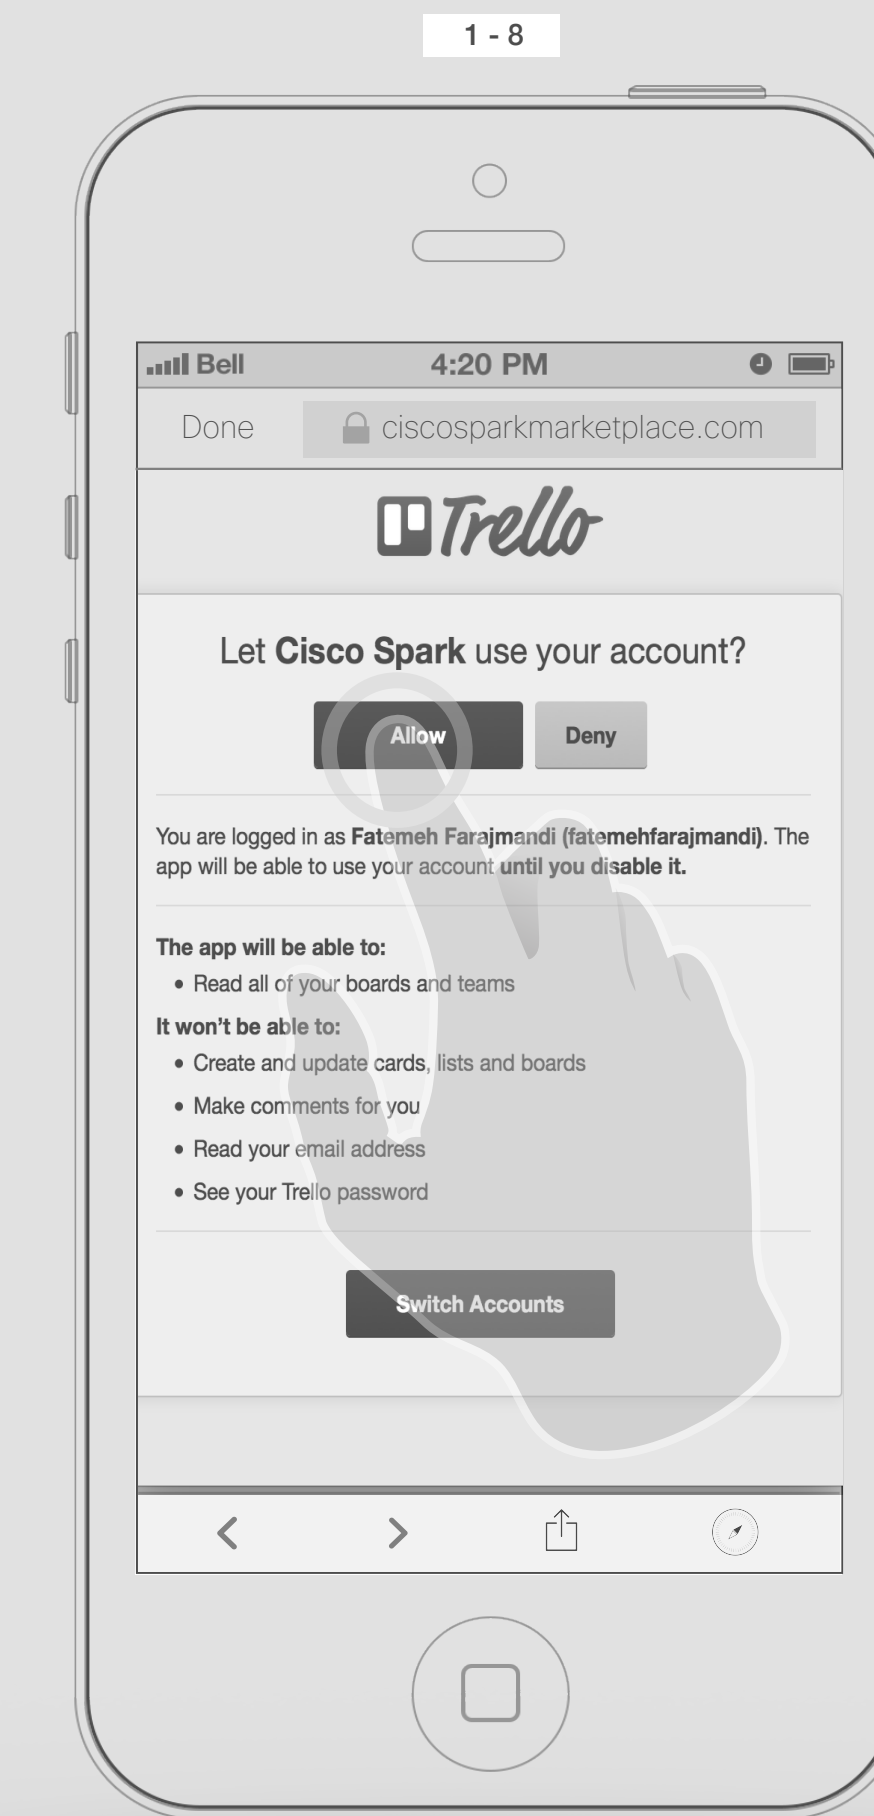 1 - 8
Bell 4:20 PM
Done ciscosparkmarketplace.com
Trello
Let Cisco Spark use your account?
Allow Deny
You are logged in as Fatemeh Farajmandi (fatemehfarajmandi). The
app will be able to use your account until you disable it.
The app will be able to:
• Read all of your boards and teams
It won't be able to:
• Create and update cards, lists and boards
• Make comments for you
• Read your email address
• See your Trello password
Switch Accounts